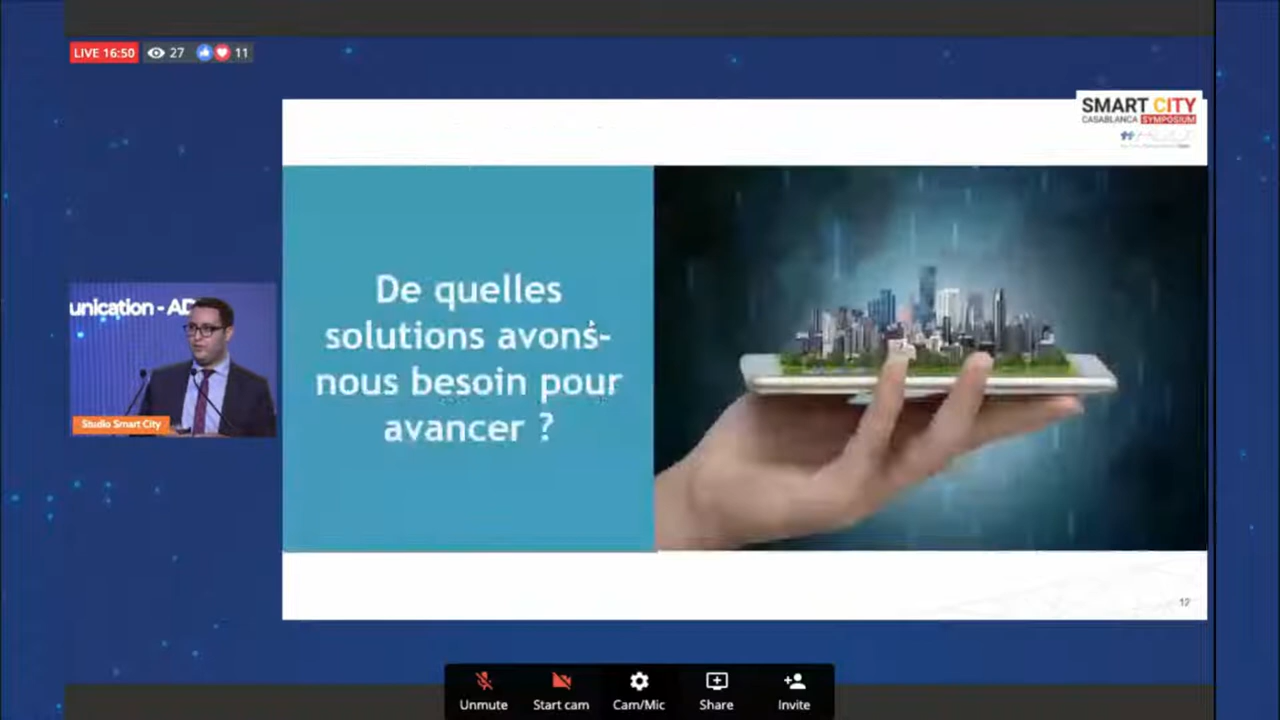 LIVE 16:50
27
11
SMART CITY
CASABLANCA SYMPOSIUM
unication - AD
Studio Smart City
De quelles
solutions avons-
nous besoin pour
avancer ?
12
Unmute
Start cam
Cam/Mic
Share
Invite